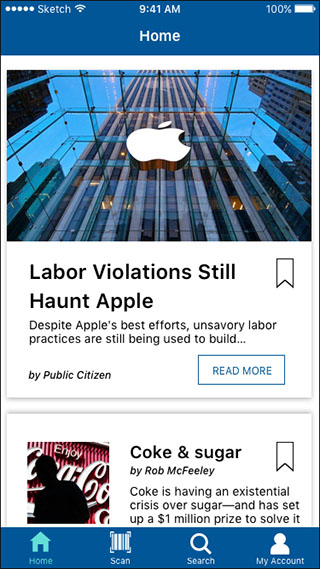 Sketch 9:41 AM 100%
Home
Labor Violations Still
Haunt Apple
Despite Apple's best efforts, unsavory labor
practices are still being used to build...
by Public Citizen
READ MORE
Enjoy
Coke & sugar
by Rob McFeeley
Coke is having an existential
crisis over sugar—and has set
up a $1 million prize to solve it
Home Scan Search My Account